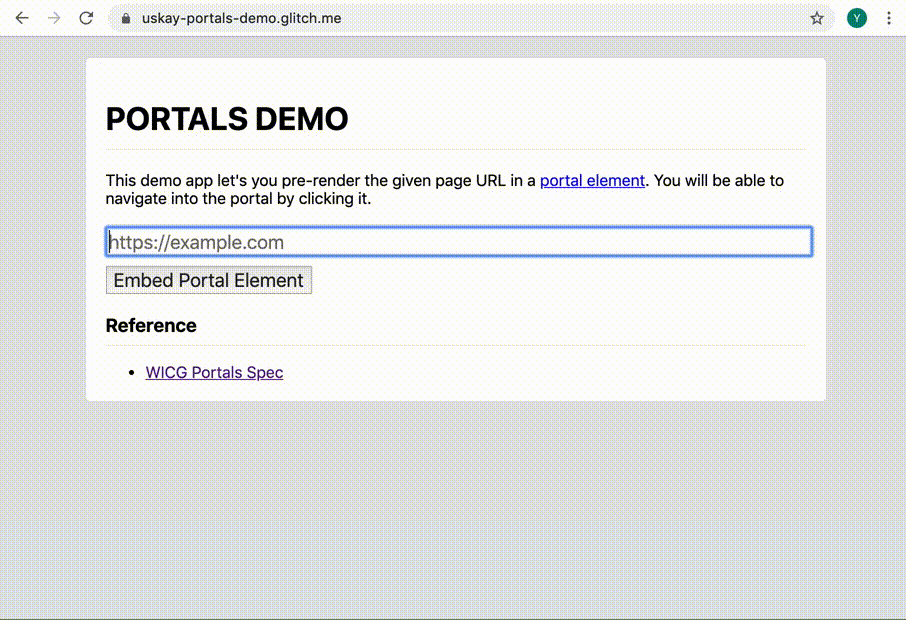 uskay-portals-demo.glitch.me
Y
PORTALS DEMO
This demo app let's you pre-render the given page URL in a portal element. You will be able to
navigate into the portal by clicking it.
https://example.com
Embed Portal Element
Reference
WICG Portals Spec